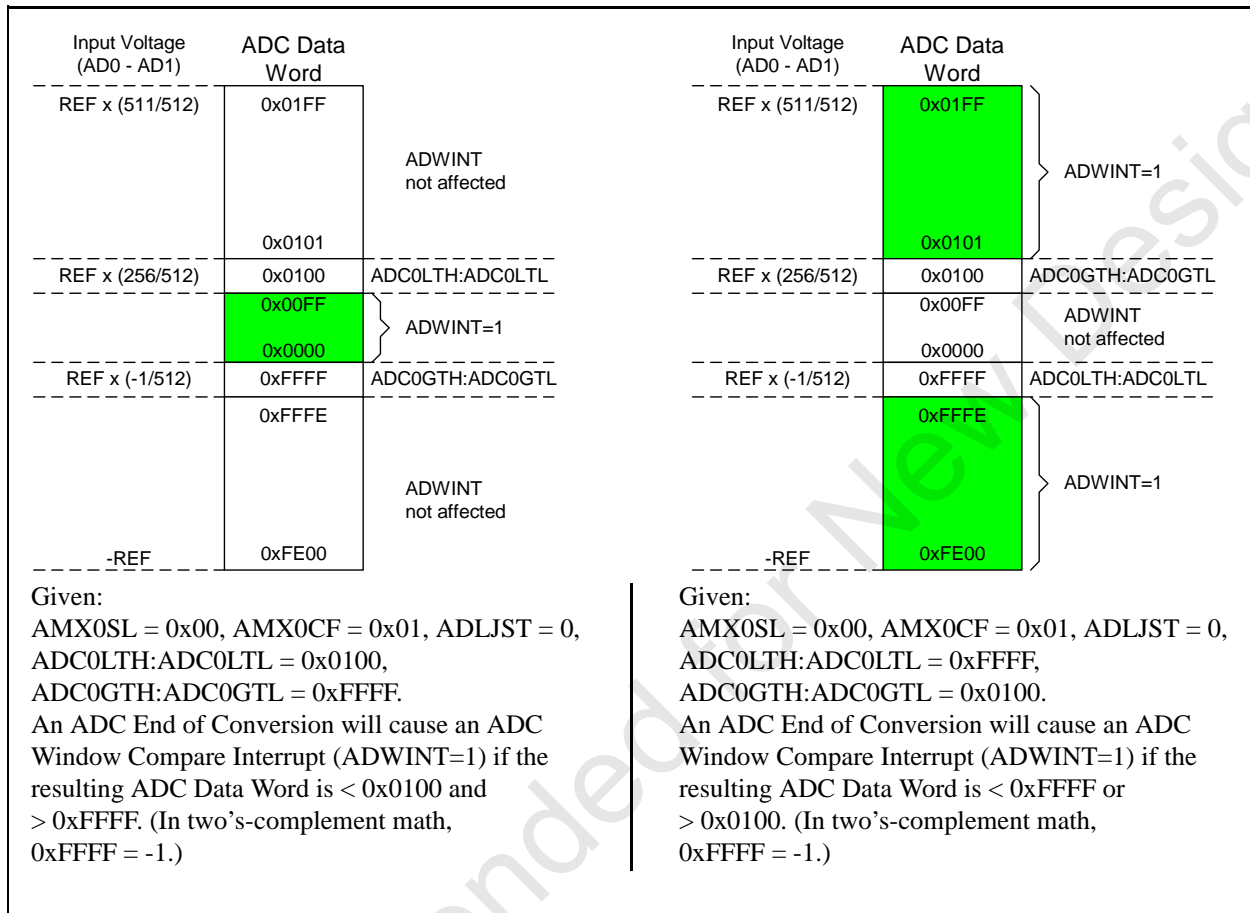 Input Voltage
(AD0 - AD1)
ADC Data
Word
REF x (511/512)
0x01FF
ADWINT
not affected
0x0101
REF x (256/512)
0x0100
ADC0LTH:ADC0LTL
0x00FF
ADWINT=1
0x0000
REF x (-1/512)
0xFFFF
ADC0GTH:ADC0GTL
0xFFFE
ADWINT
not affected
-REF
0xFE00
Given:
AMX0SL = 0x00, AMX0CF = 0x01, ADLJST = 0,
ADC0LTH:ADC0LTL = 0x0100,
ADC0GTH:ADC0GTL = 0xFFFF.
An ADC End of Conversion will cause an ADC
Window Compare Interrupt (ADWINT=1) if the
resulting ADC Data Word is < 0x0100 and
> 0xFFFF. (In two's-complement math,
0xFFFF = -1.)
Input Voltage
(AD0 - AD1)
ADC Data
Word
REF x (511/512)
0x01FF
ADWINT=1
0x0101
REF x (256/512)
0x0100
ADC0GTH:ADC0GTL
0x00FF
ADWINT
not affected
0x0000
REF x (-1/512)
0xFFFF
ADC0LTH:ADC0LTL
0xFFFE
ADWINT=1
-REF
0xFE00
Given:
AMX0SL = 0x00, AMX0CF = 0x01, ADLJST = 0,
ADC0LTH:ADC0LTL = 0xFFFF,
ADC0GTH:ADC0GTL = 0x0100.
An ADC End of Conversion will cause an ADC
Window Compare Interrupt (ADWINT=1) if the
resulting ADC Data Word is < 0xFFFF or
> 0x0100. (In two's-complement math,
0xFFFF = -1.)
nded for New Desig